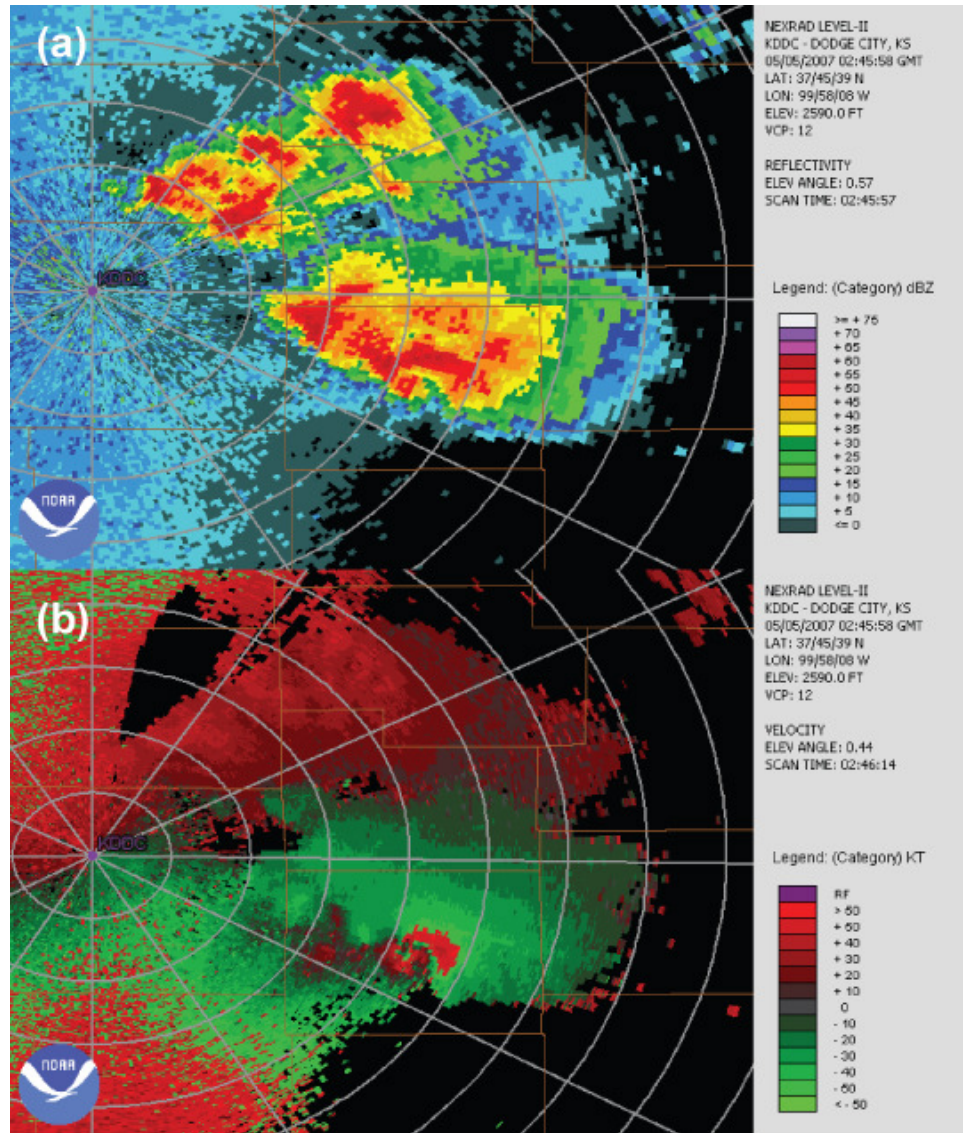 (a)
KDDC
NOAA
NEXRAD LEVEL-II
KDDC - DODGE CITY, KS
05/05/2007 02:45:58 GMT
LAT: 37/45/39 N
LON: 99/58/08 W
ELEV: 2590.0 FT
VCP: 12
REFLECTIVITY
ELEV ANGLE: 0.57
SCAN TIME: 02:45:57
Legend: (Category) dBZ
>= + 75
+ 70
+ 65
+ 60
+ 55
+ 50
+ 45
+ 40
+ 35
+ 30
+ 25
+ 20
+ 15
+ 10
+ 5
<= 0
(b)
KDDC
NOAA
NEXRAD LEVEL-II
KDDC - DODGE CITY, KS
05/05/2007 02:45:58 GMT
LAT: 37/45/39 N
LON: 99/58/08 W
ELEV: 2590.0 FT
VCP: 12
VELOCITY
ELEV ANGLE: 0.44
SCAN TIME: 02:46:14
Legend: (Category) KT
RF
> 50
+ 50
+ 40
+ 30
+ 20
+ 10
0
- 10
- 20
- 30
- 40
- 50
< - 50